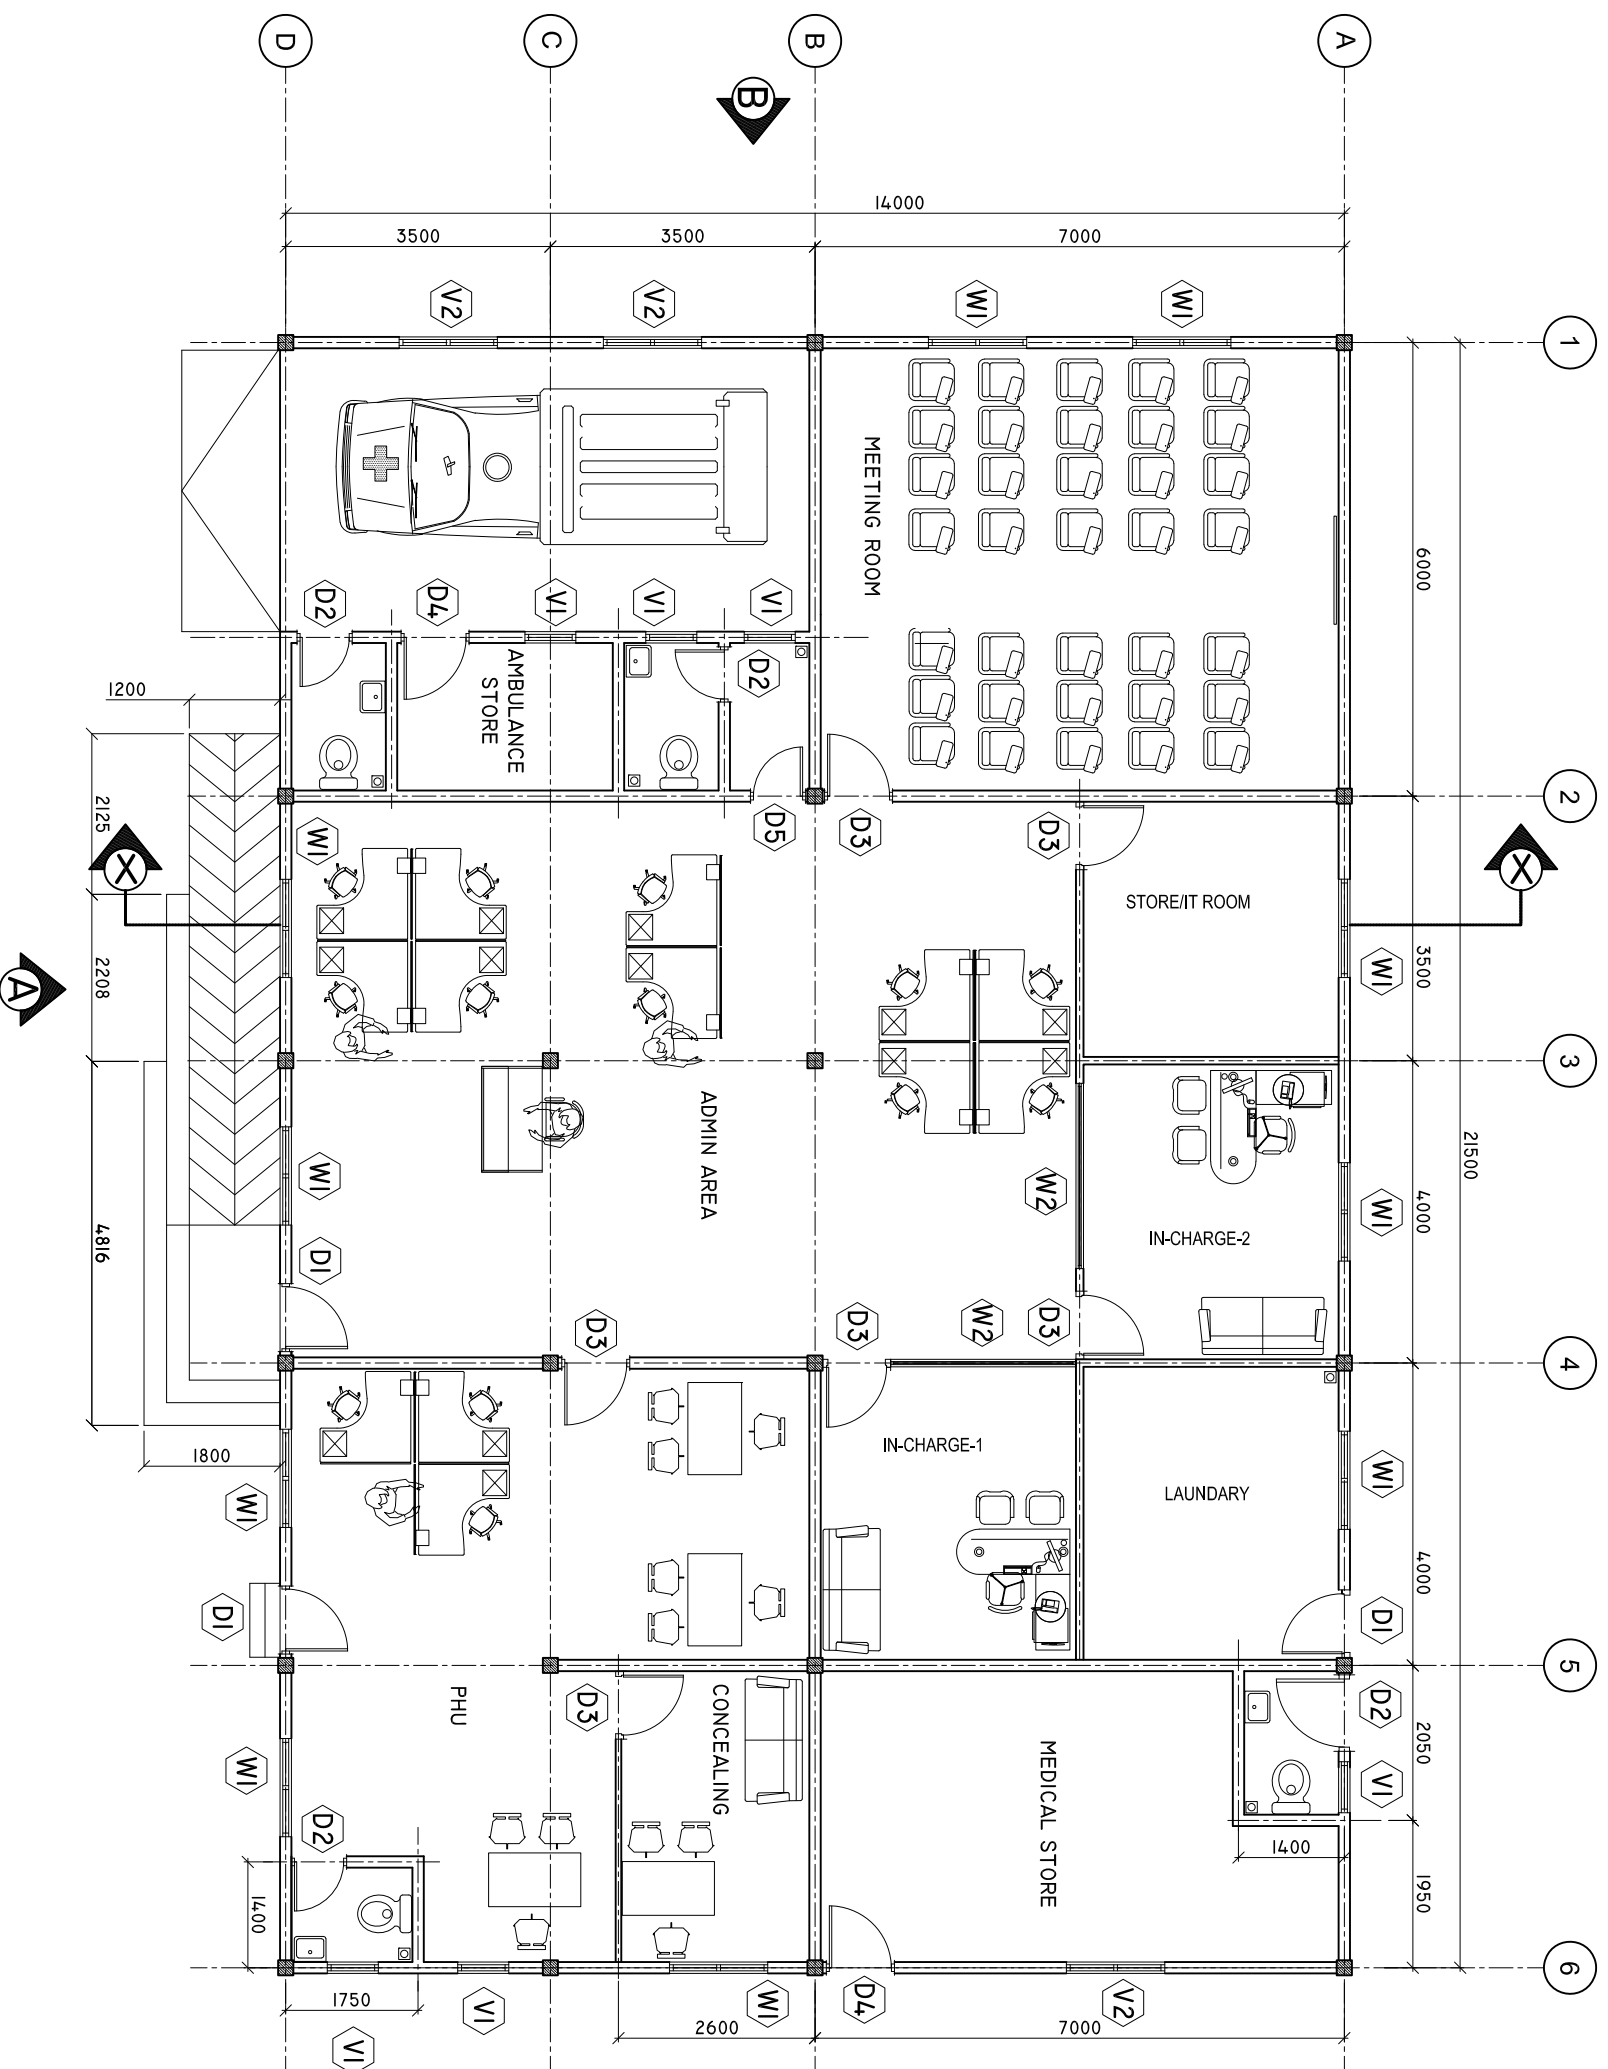 D
C
B
A
B
14000
3500
3500
7000
V2
V2
W1
W1
1
MEETING ROOM
6000
D2
D4
V1
V1
V1
D2
AMBULANCE
STORE
1200
2125
2208
4816
1800
X
A
W1
D5
D3
D3
2
STORE/IT ROOM
X
W1
3500
3
21500
ADMIN AREA
W1
D1
W2
IN-CHARGE-2
W1
4000
D3
D3
W2
D3
4
IN-CHARGE-1
LAUNDARY
W1
4000
W1
D1
D1
5
PHU
D3
CONCEALING
MEDICAL STORE
D2
2050
V1
W1
D2
1400
1950
1400
6
1750
V1
V1
2600
W1
D4
7000
V2